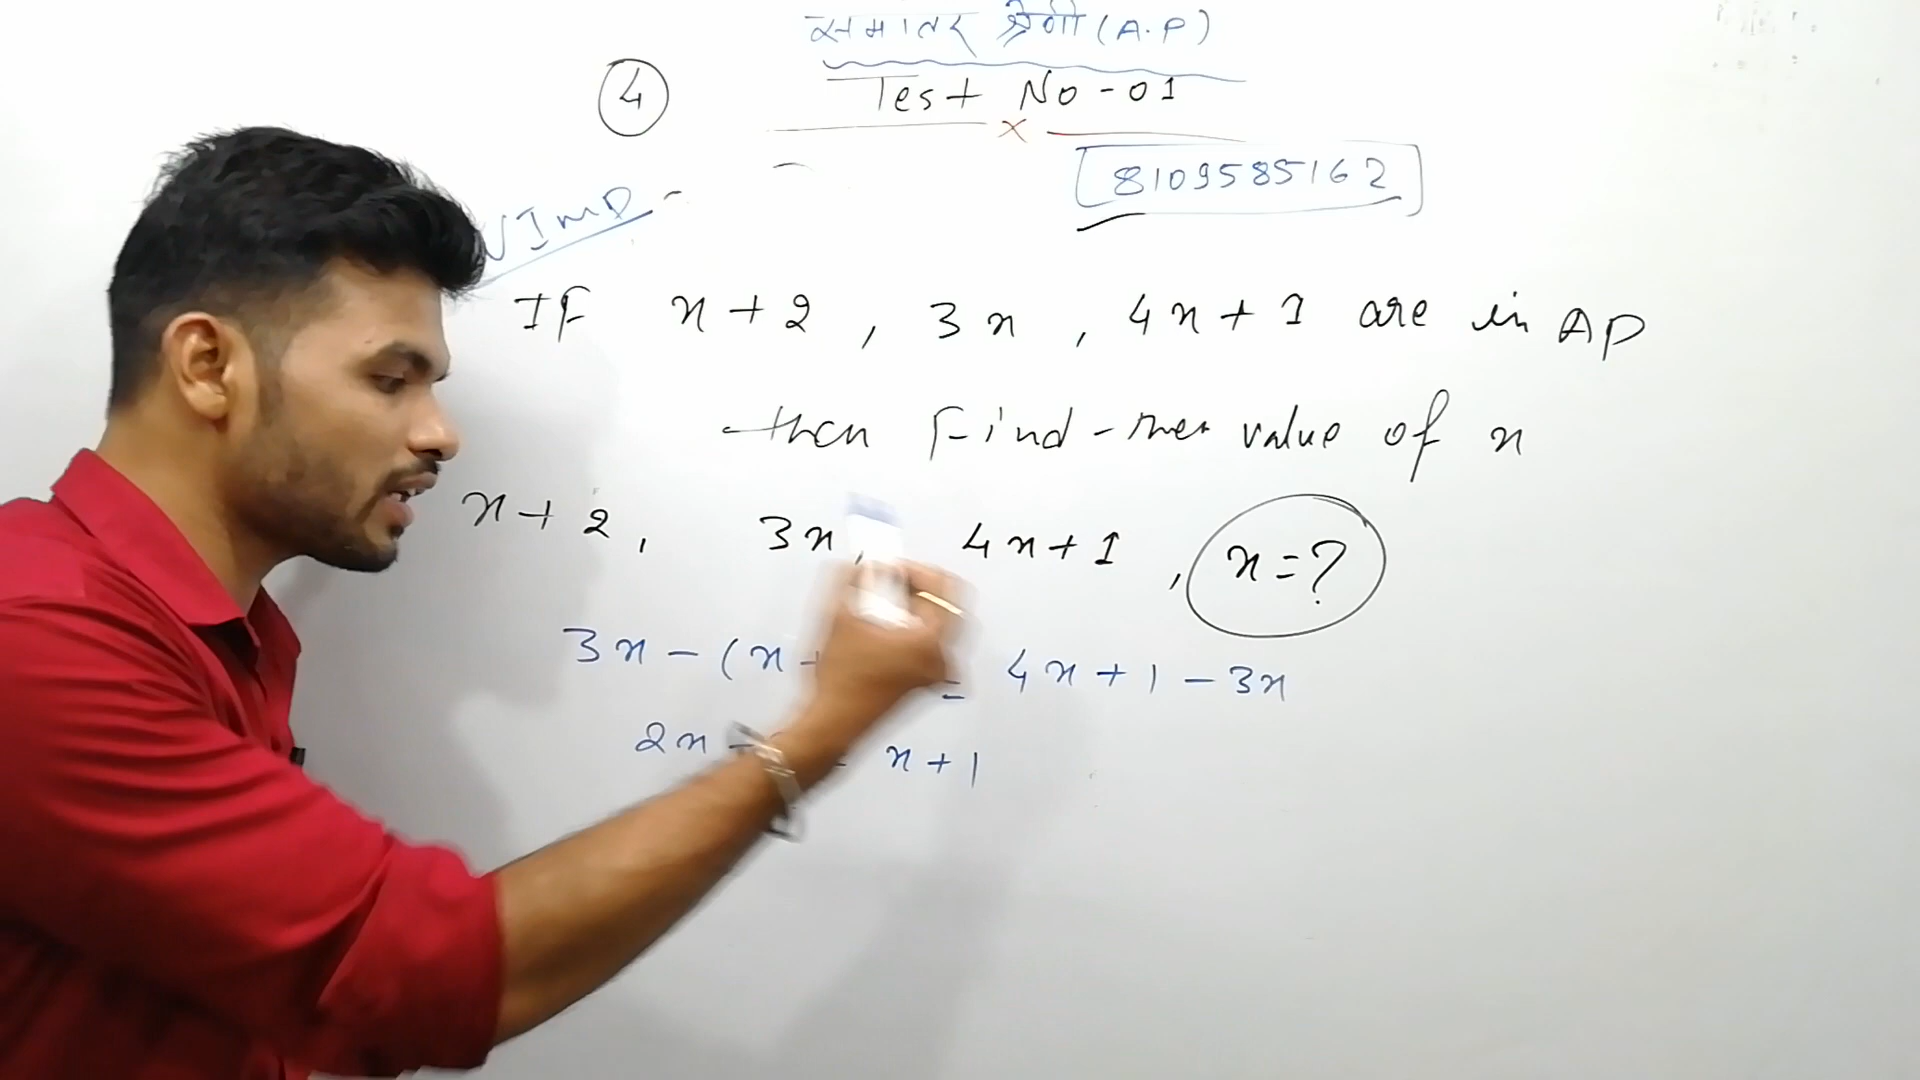 समांतर श्रेणी (A.P)
4
Test No-01
8109585162
VImp-
If x+2, 3x, 4x+1 are in AP
then Find the value of x
x+2, 3x, 4x+1, x=?
3x-(x+ = 4x+1-3x
2x- = x+1